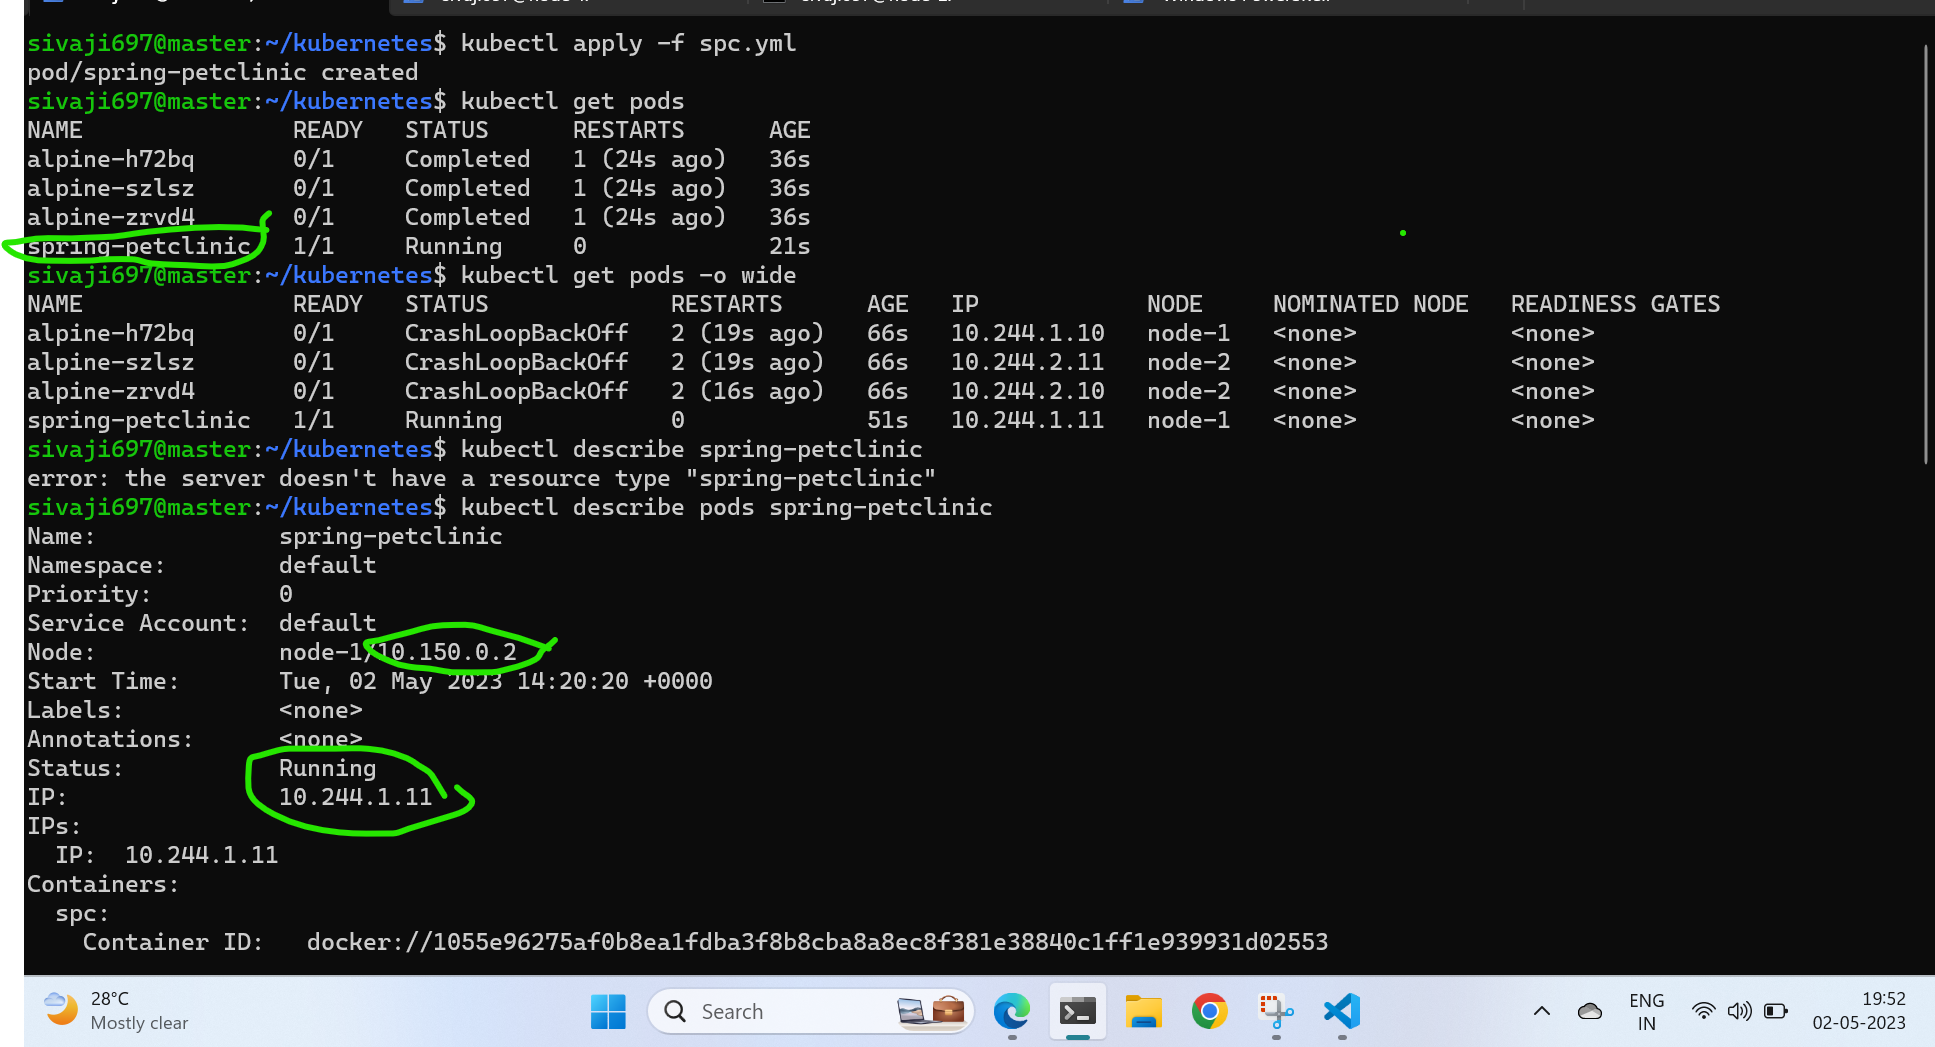 sivaji697@master:~/kubernetes$ kubectl apply -f spc.yml
pod/spring-petclinic created
sivaji697@master:~/kubernetes$ kubectl get pods
NAME READY STATUS RESTARTS AGE
alpine-h72bq 0/1 Completed 1 (24s ago) 36s
alpine-szlsz 0/1 Completed 1 (24s ago) 36s
alpine-zrvd4 0/1 Completed 1 (24s ago) 36s
spring-petclinic 1/1 Running 0 21s
sivaji697@master:~/kubernetes$ kubectl get pods -o wide
NAME READY STATUS RESTARTS AGE IP NODE NOMINATED NODE READINESS GATES
alpine-h72bq 0/1 CrashLoopBackOff 2 (19s ago) 66s 10.244.1.10 node-1 <none> <none>
alpine-szlsz 0/1 CrashLoopBackOff 2 (19s ago) 66s 10.244.2.11 node-2 <none> <none>
alpine-zrvd4 0/1 CrashLoopBackOff 2 (16s ago) 66s 10.244.2.10 node-2 <none> <none>
spring-petclinic 1/1 Running 0 51s 10.244.1.11 node-1 <none> <none>
sivaji697@master:~/kubernetes$ kubectl describe spring-petclinic
error: the server doesn't have a resource type "spring-petclinic"
sivaji697@master:~/kubernetes$ kubectl describe pods spring-petclinic
Name: spring-petclinic
Namespace: default
Priority: 0
Service Account: default
Node: node-1/10.150.0.2
Start Time: Tue, 02 May 2023 14:20:20 +0000
Labels: <none>
Annotations: <none>
Status: Running
IP: 10.244.1.11
IPs:
IP: 10.244.1.11
Containers:
spc:
Container ID: docker://1055e96275af0b8ea1fdba3f8b8cba8a8ec8f381e38840c1ff1e939931d02553
28°C
Mostly clear
Search
ENG
IN
19:52
02-05-2023